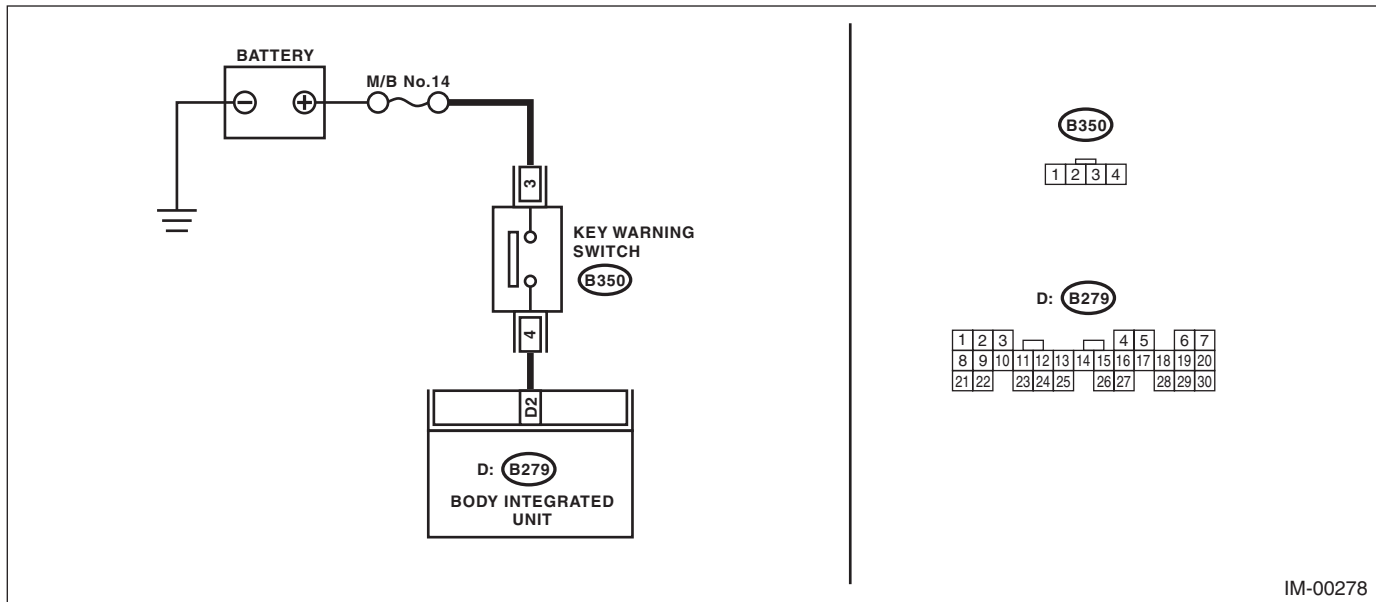 BATTERY
M/B No.14
3
KEY WARNING
SWITCH
B350
4
D2
D: B279
BODY INTEGRATED
UNIT
B350
1 2 3 4
D: B279
1 2 3 4 5 6 7
8 9 10 11 12 13 14 15 16 17 18 19 20
21 22 23 24 25 26 27 28 29 30
IM-00278